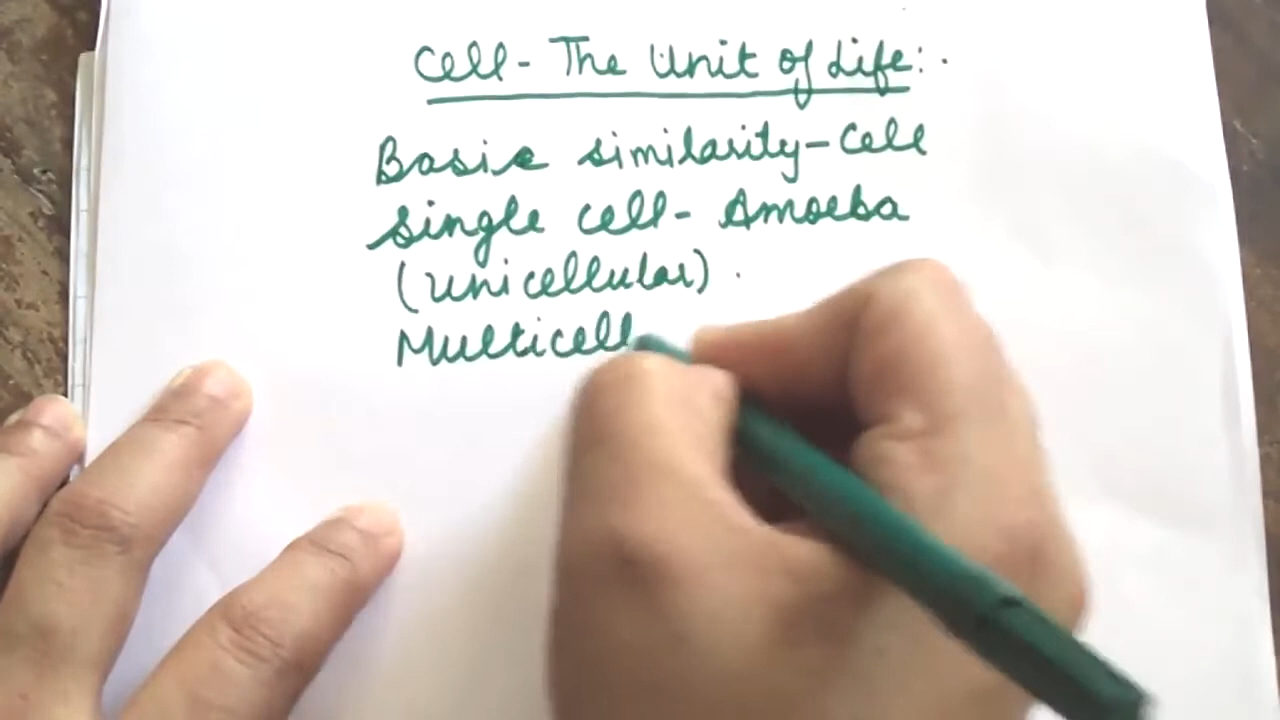 Cell - The Unit of Life:.
Basic similarity - Cell
Single cell - Amoeba
(Unicellular).
Multicell